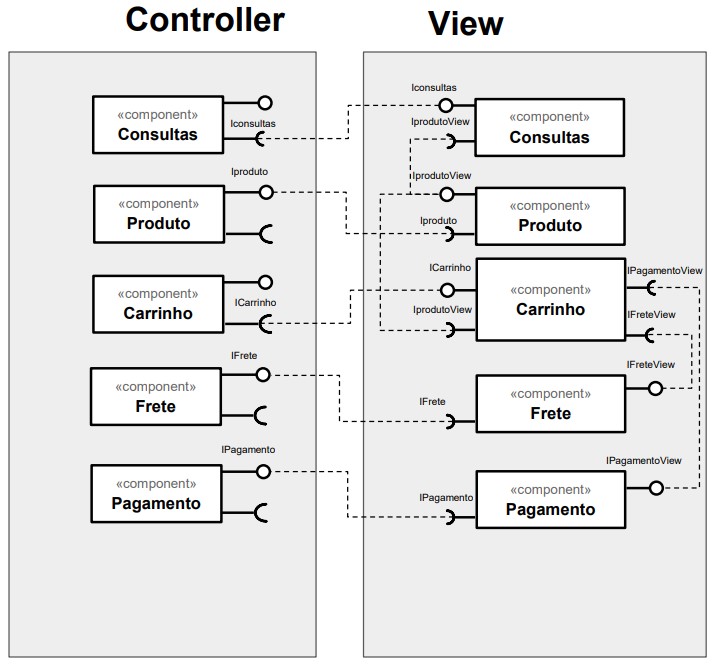 Controller
View
«component»
Consultas
Iconsultas
Iproduto
«component»
Produto
«component»
Carrinho
ICarrinho
IFrete
«component»
Frete
IPagamento
«component»
Pagamento
Iconsultas
IprodutoView
«component»
Consultas
IprodutoView
Iproduto
«component»
Produto
ICarrinho
IprodutoView
«component»
Carrinho
IPagamentoView
IFreteView
IFreteView
IFrete
«component»
Frete
IPagamentoView
IPagamento
«component»
Pagamento